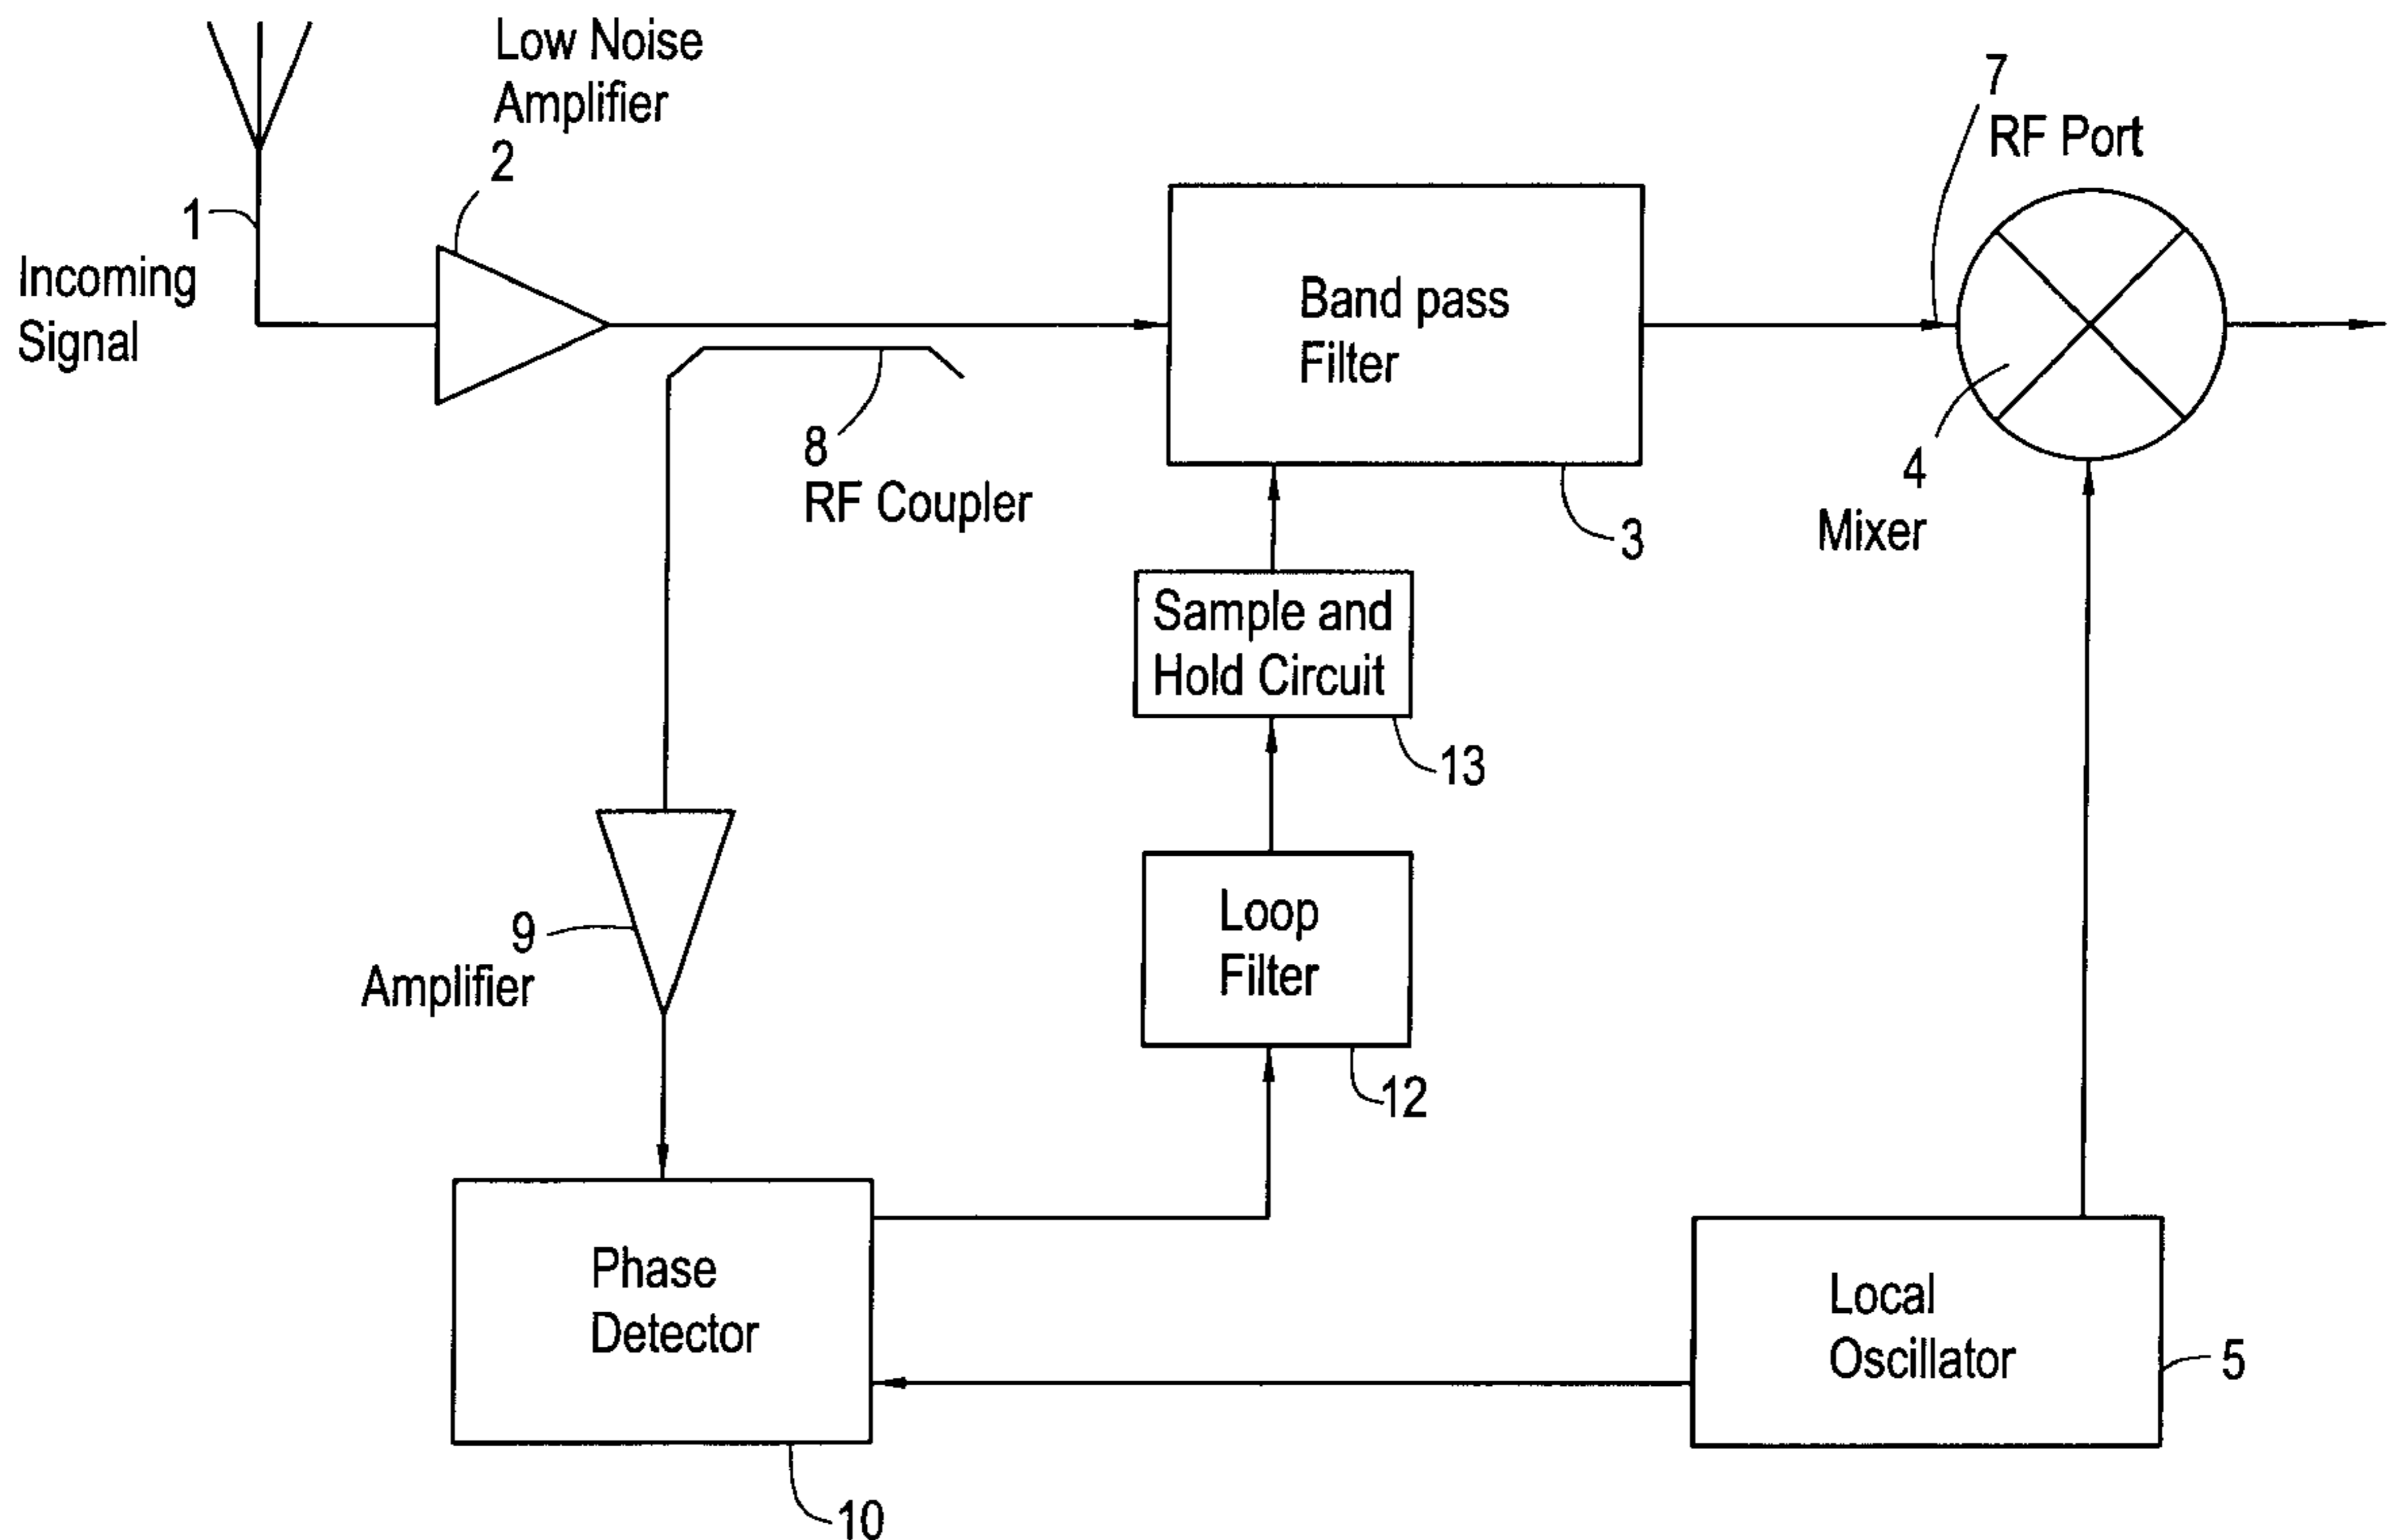 Low Noise
Amplifier
2
7
RF Port
1
Incoming
Signal
Band pass
Filter
8
RF Coupler
4
Mixer
3
Sample and
Hold Circuit
13
9
Amplifier
Loop
Filter
12
Phase
Detector
Local
Oscillator
5
10